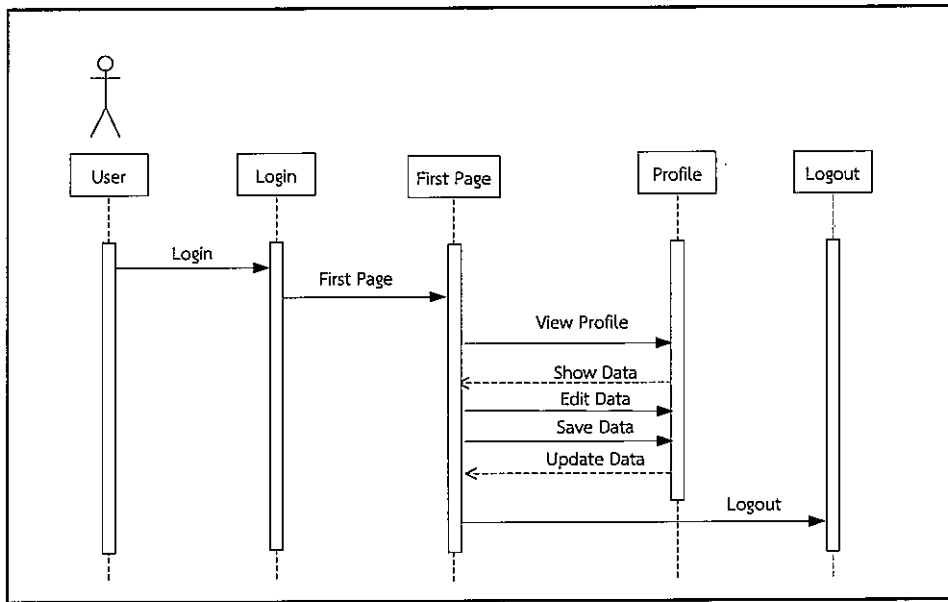 User
Login
First Page
Profile
Logout
Login
First Page
View Profile
Show Data
Edit Data
Save Data
Update Data
Logout